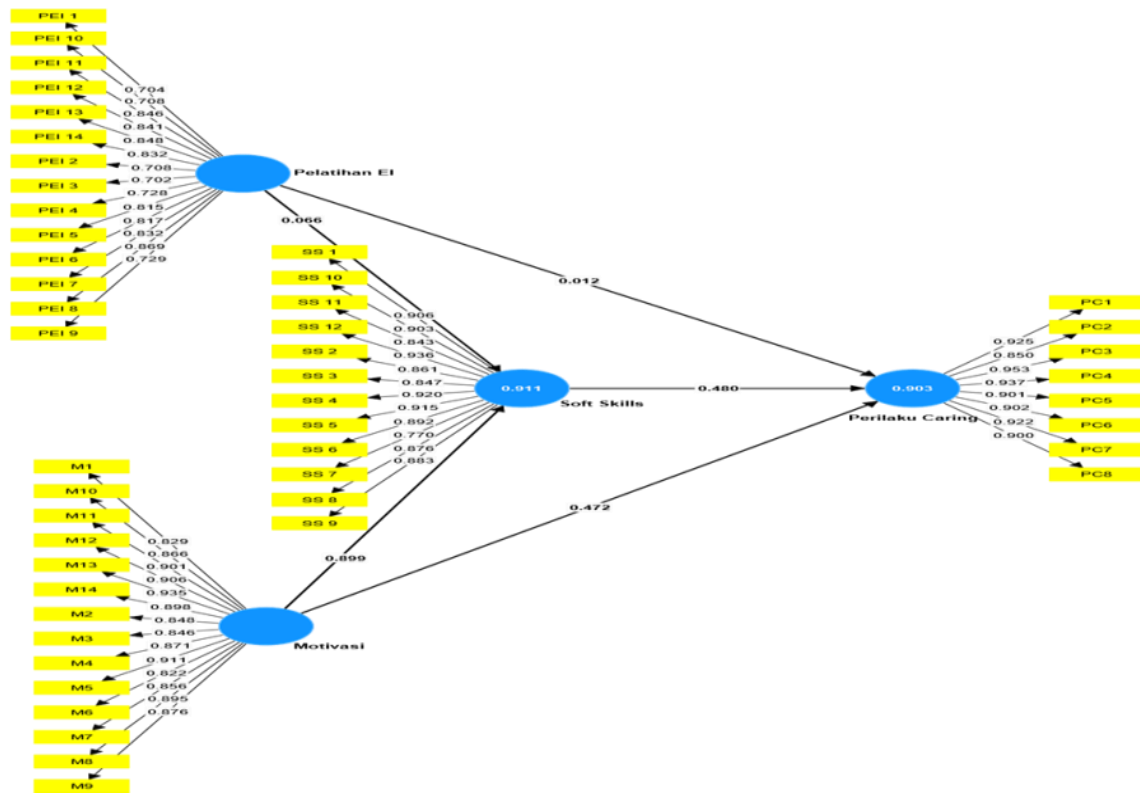 PEI 1
PEI 10
PEI 11
PEI 12
PEI 13
PEI 14
PEI 2
PEI 3
PEI 4
PEI 5
PEI 6
PEI 7
PEI 8
PEI 9
0.704
0.708
0.846
0.841
0.848
0.832
0.708
0.702
0.728
0.815
0.817
0.832
0.869
0.729
Pelatihan EI
0.066
0.012
SS 1
SS 10
SS 11
SS 12
SS 2
SS 3
SS 4
SS 5
SS 6
SS 7
SS 8
SS 9
0.906
0.903
0.843
0.936
0.861
0.847
0.920
0.915
0.892
0.770
0.876
0.883
0.911
Soft Skills
0.480
0.903
Perilaku Caring
0.925
0.850
0.953
0.937
0.901
0.902
0.922
0.900
PC1
PC2
PC3
PC4
PC5
PC6
PC7
PC8
0.472
0.899
M1
M10
M11
M12
M13
M14
M2
M3
M4
M5
M6
M7
M8
M9
0.829
0.866
0.901
0.906
0.935
0.898
0.848
0.846
0.871
0.911
0.822
0.856
0.895
0.876
Motivasi